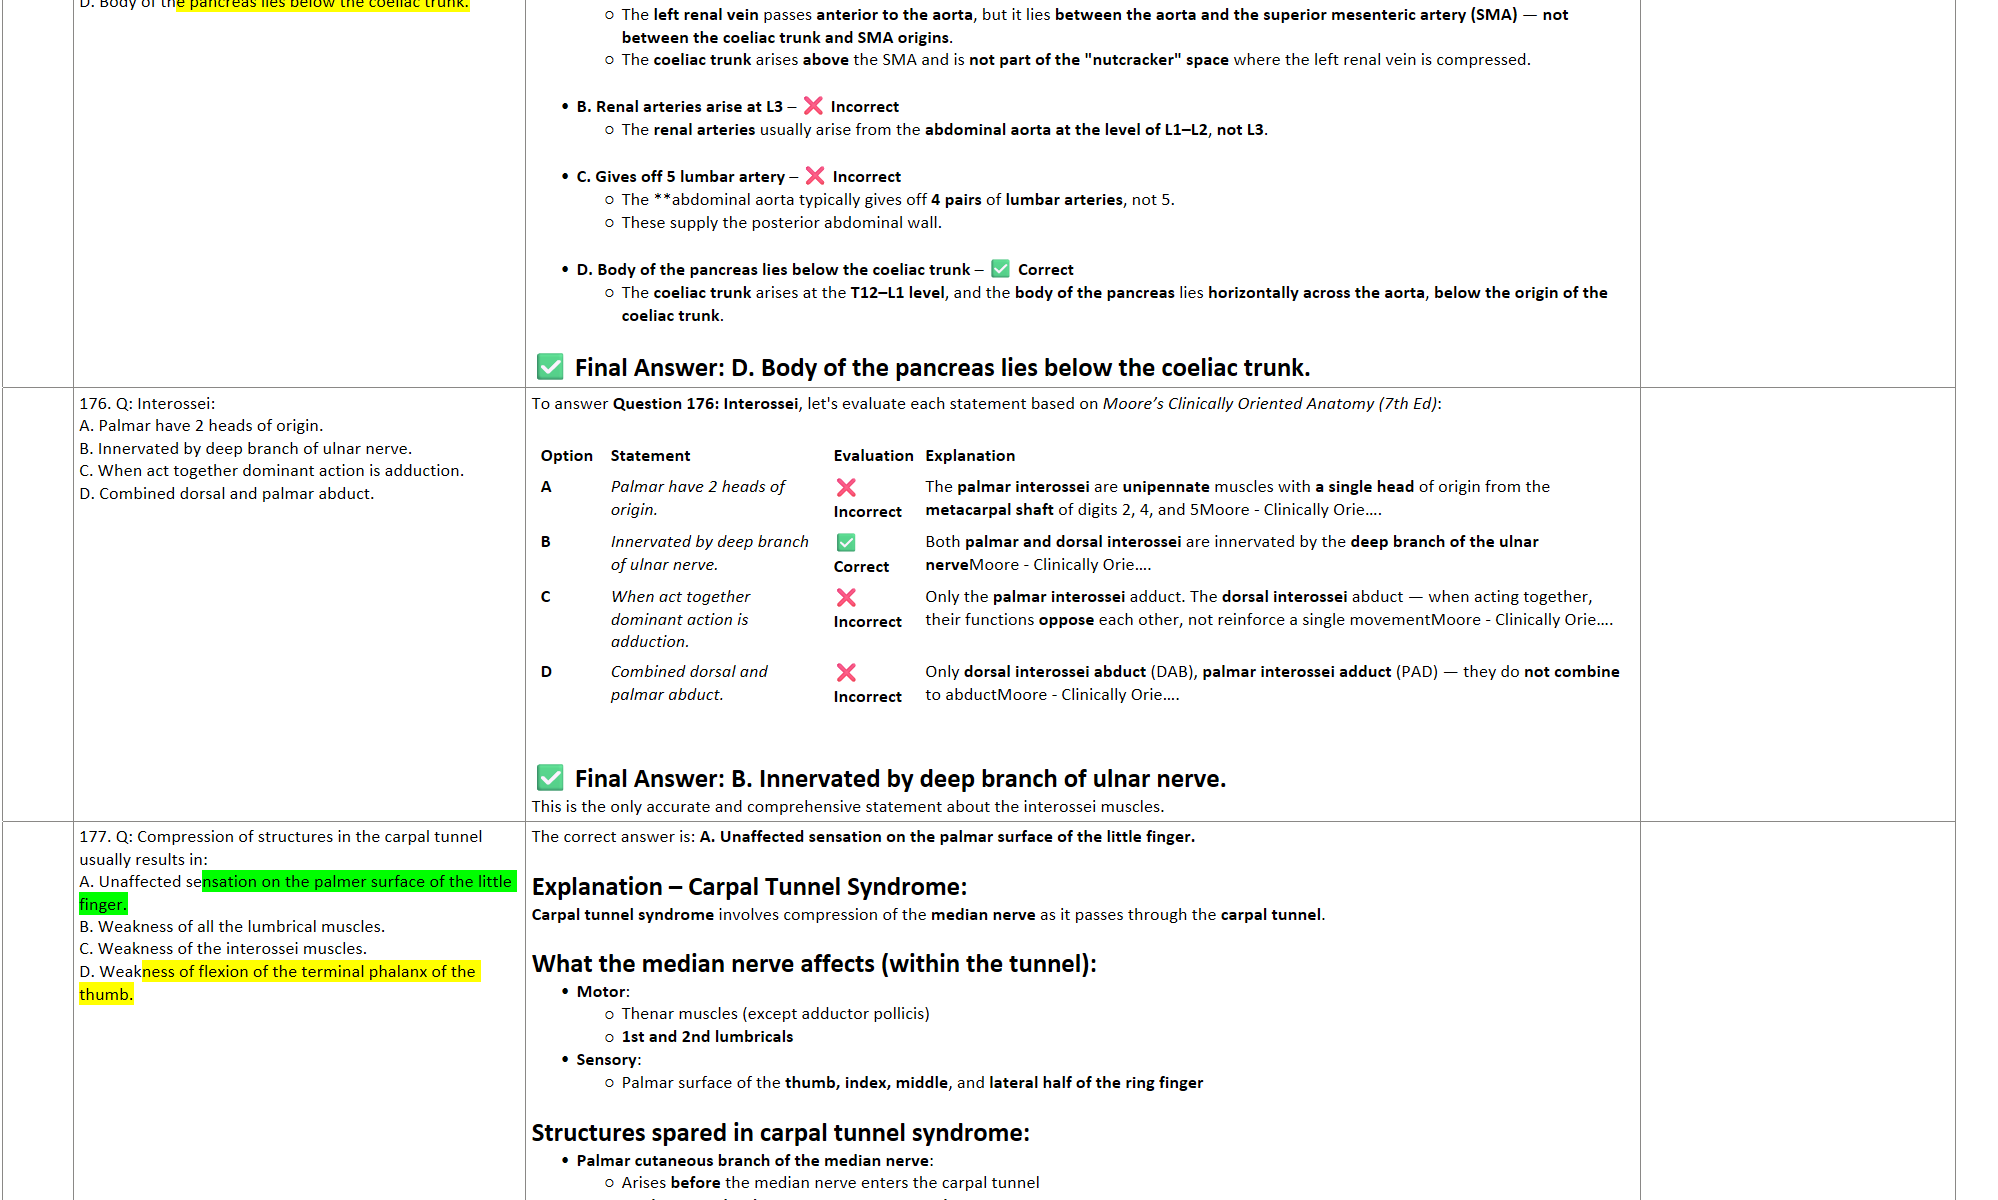 D. Body of the pancreas lies below the coeliac trunk.
○ The left renal vein passes anterior to the aorta, but it lies between the aorta and the superior mesenteric artery (SMA) — not
between the coeliac trunk and SMA origins.
○ The coeliac trunk arises above the SMA and is not part of the "nutcracker" space where the left renal vein is compressed.
• B. Renal arteries arise at L3 – ❌ Incorrect
○ The renal arteries usually arise from the abdominal aorta at the level of L1–L2, not L3.
• C. Gives off 5 lumbar artery – ❌ Incorrect
○ The **abdominal aorta typically gives off 4 pairs of lumbar arteries, not 5.
○ These supply the posterior abdominal wall.
• D. Body of the pancreas lies below the coeliac trunk – ✅ Correct
○ The coeliac trunk arises at the T12–L1 level, and the body of the pancreas lies horizontally across the aorta, below the origin of the
coeliac trunk.
✅ Final Answer: D. Body of the pancreas lies below the coeliac trunk.
176. Q: Interossei:
A. Palmar have 2 heads of origin.
B. Innervated by deep branch of ulnar nerve.
C. When act together dominant action is adduction.
D. Combined dorsal and palmar abduct.
To answer Question 176: Interossei, let's evaluate each statement based on Moore’s Clinically Oriented Anatomy (7th Ed):
Option Statement Evaluation Explanation
A Palmar have 2 heads of ❌ The palmar interossei are unipennate muscles with a single head of origin from the
origin. Incorrect metacarpal shaft of digits 2, 4, and 5Moore - Clinically Orie….
B Innervated by deep branch ✅ Both palmar and dorsal interossei are innervated by the deep branch of the ulnar
of ulnar nerve. Correct nerveMoore - Clinically Orie….
C When act together ❌ Only the palmar interossei adduct. The dorsal interossei abduct — when acting together,
dominant action is Incorrect their functions oppose each other, not reinforce a single movementMoore - Clinically Orie….
adduction.
D Combined dorsal and ❌ Only dorsal interossei abduct (DAB), palmar interossei adduct (PAD) — they do not combine
palmar abduct. Incorrect to abductMoore - Clinically Orie….
✅ Final Answer: B. Innervated by deep branch of ulnar nerve.
This is the only accurate and comprehensive statement about the interossei muscles.
177. Q: Compression of structures in the carpal tunnel
usually results in:
A. Unaffected sensation on the palmer surface of the little
finger.
B. Weakness of all the lumbrical muscles.
C. Weakness of the interossei muscles.
D. Weakness of flexion of the terminal phalanx of the
thumb.
The correct answer is: A. Unaffected sensation on the palmar surface of the little finger.
Explanation – Carpal Tunnel Syndrome:
Carpal tunnel syndrome involves compression of the median nerve as it passes through the carpal tunnel.
What the median nerve affects (within the tunnel):
• Motor:
○ Thenar muscles (except adductor pollicis)
○ 1st and 2nd lumbricals
• Sensory:
○ Palmar surface of the thumb, index, middle, and lateral half of the ring finger
Structures spared in carpal tunnel syndrome:
• Palmar cutaneous branch of the median nerve:
○ Arises before the median nerve enters the carpal tunnel